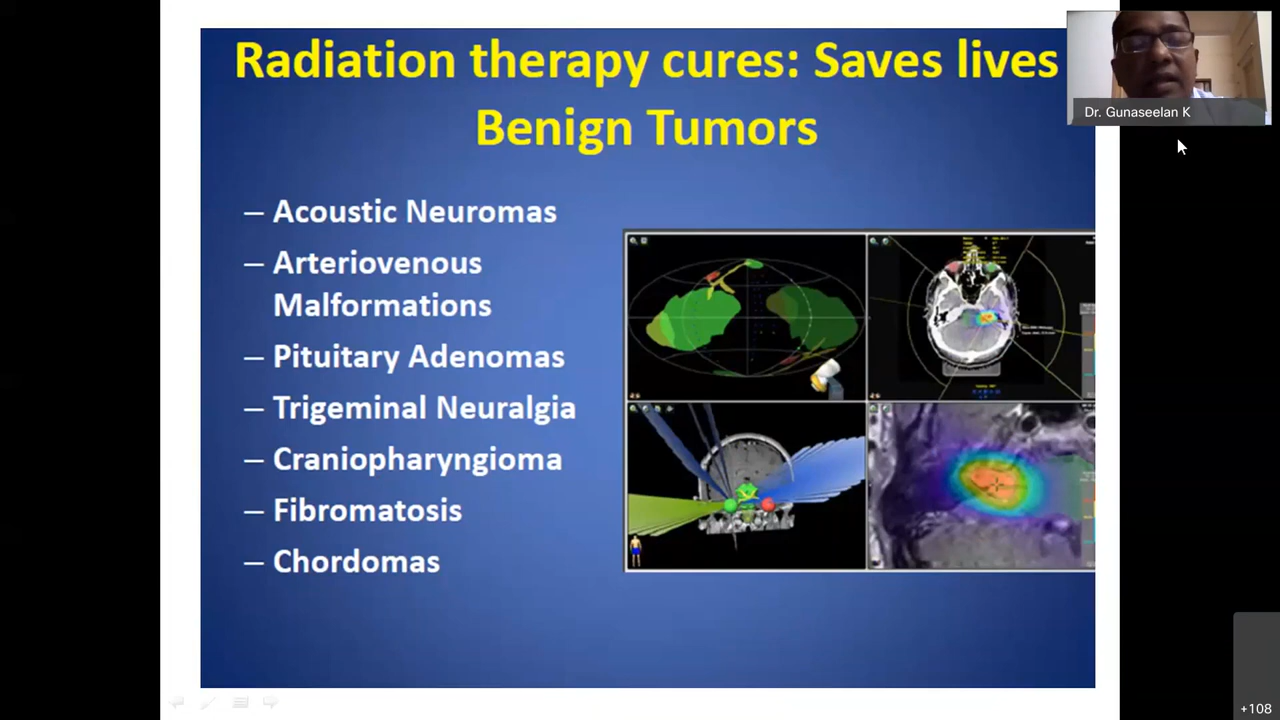 Radiation therapy cures: Saves lives
Benign Tumors
Dr. Gunaseelan K
– Acoustic Neuromas
– Arteriovenous
Malformations
– Pituitary Adenomas
– Trigeminal Neuralgia
– Craniopharyngioma
– Fibromatosis
– Chordomas
+108